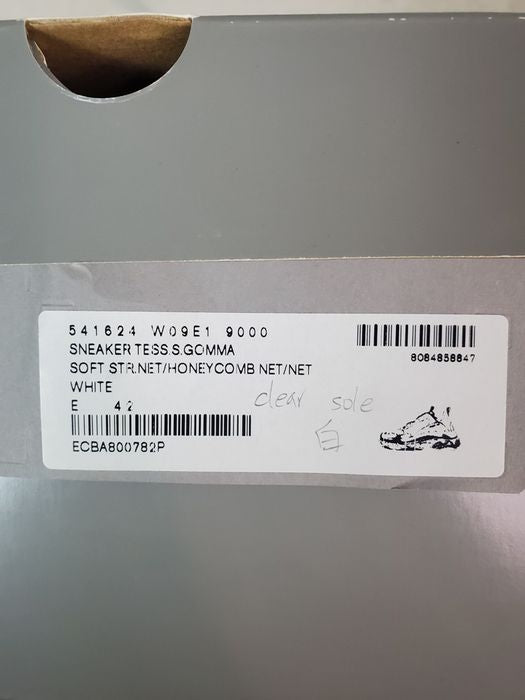 541624 W09E1 9000
8084858847
SNEAKER TESS.S.GOMMA
SOFT STR.NET/HONEYCOMB NET/NET
WHITE
E 42
clear sole
白
ECBA800782P